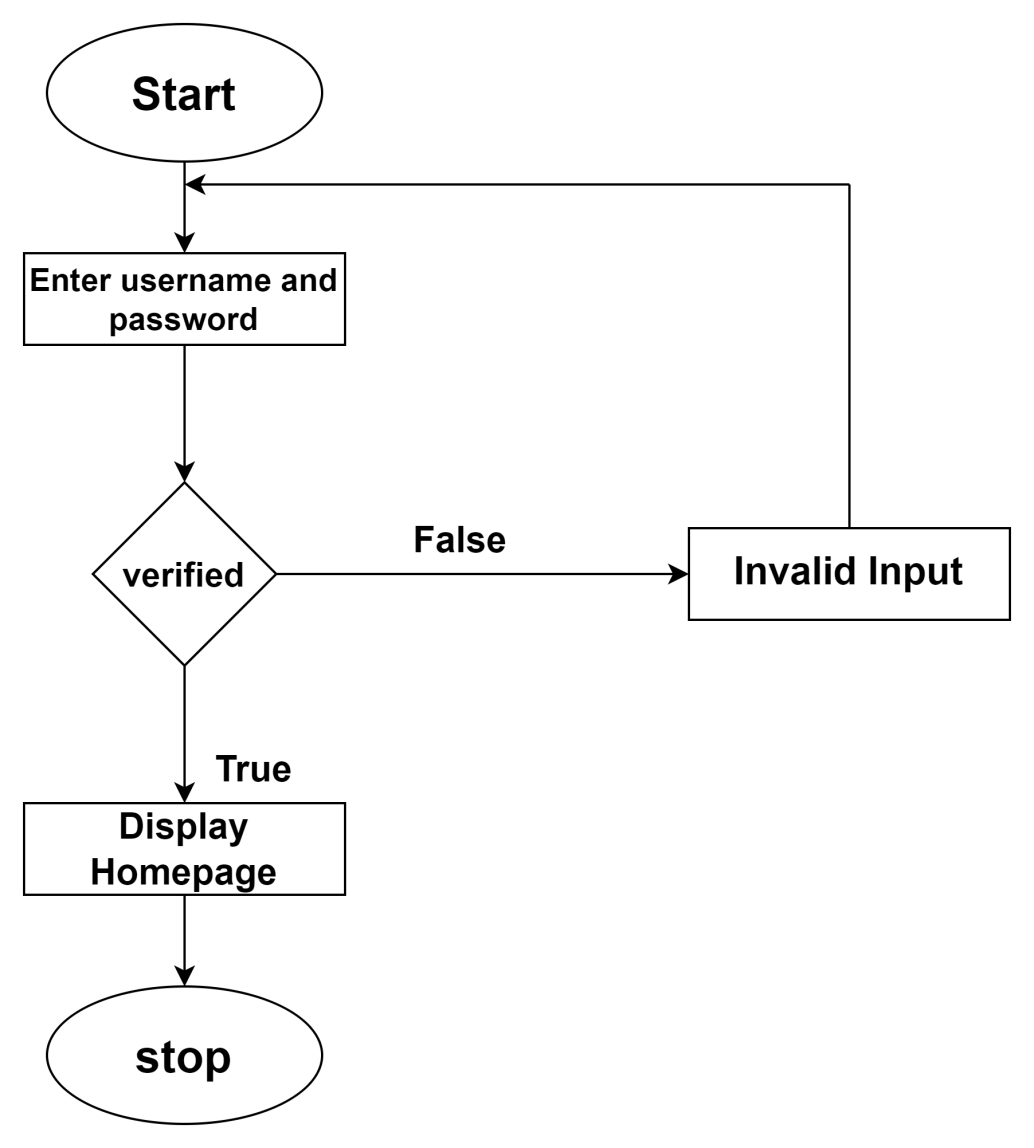 Start
Enter username and
password
verified
False
Invalid Input
True
Display
Homepage
stop